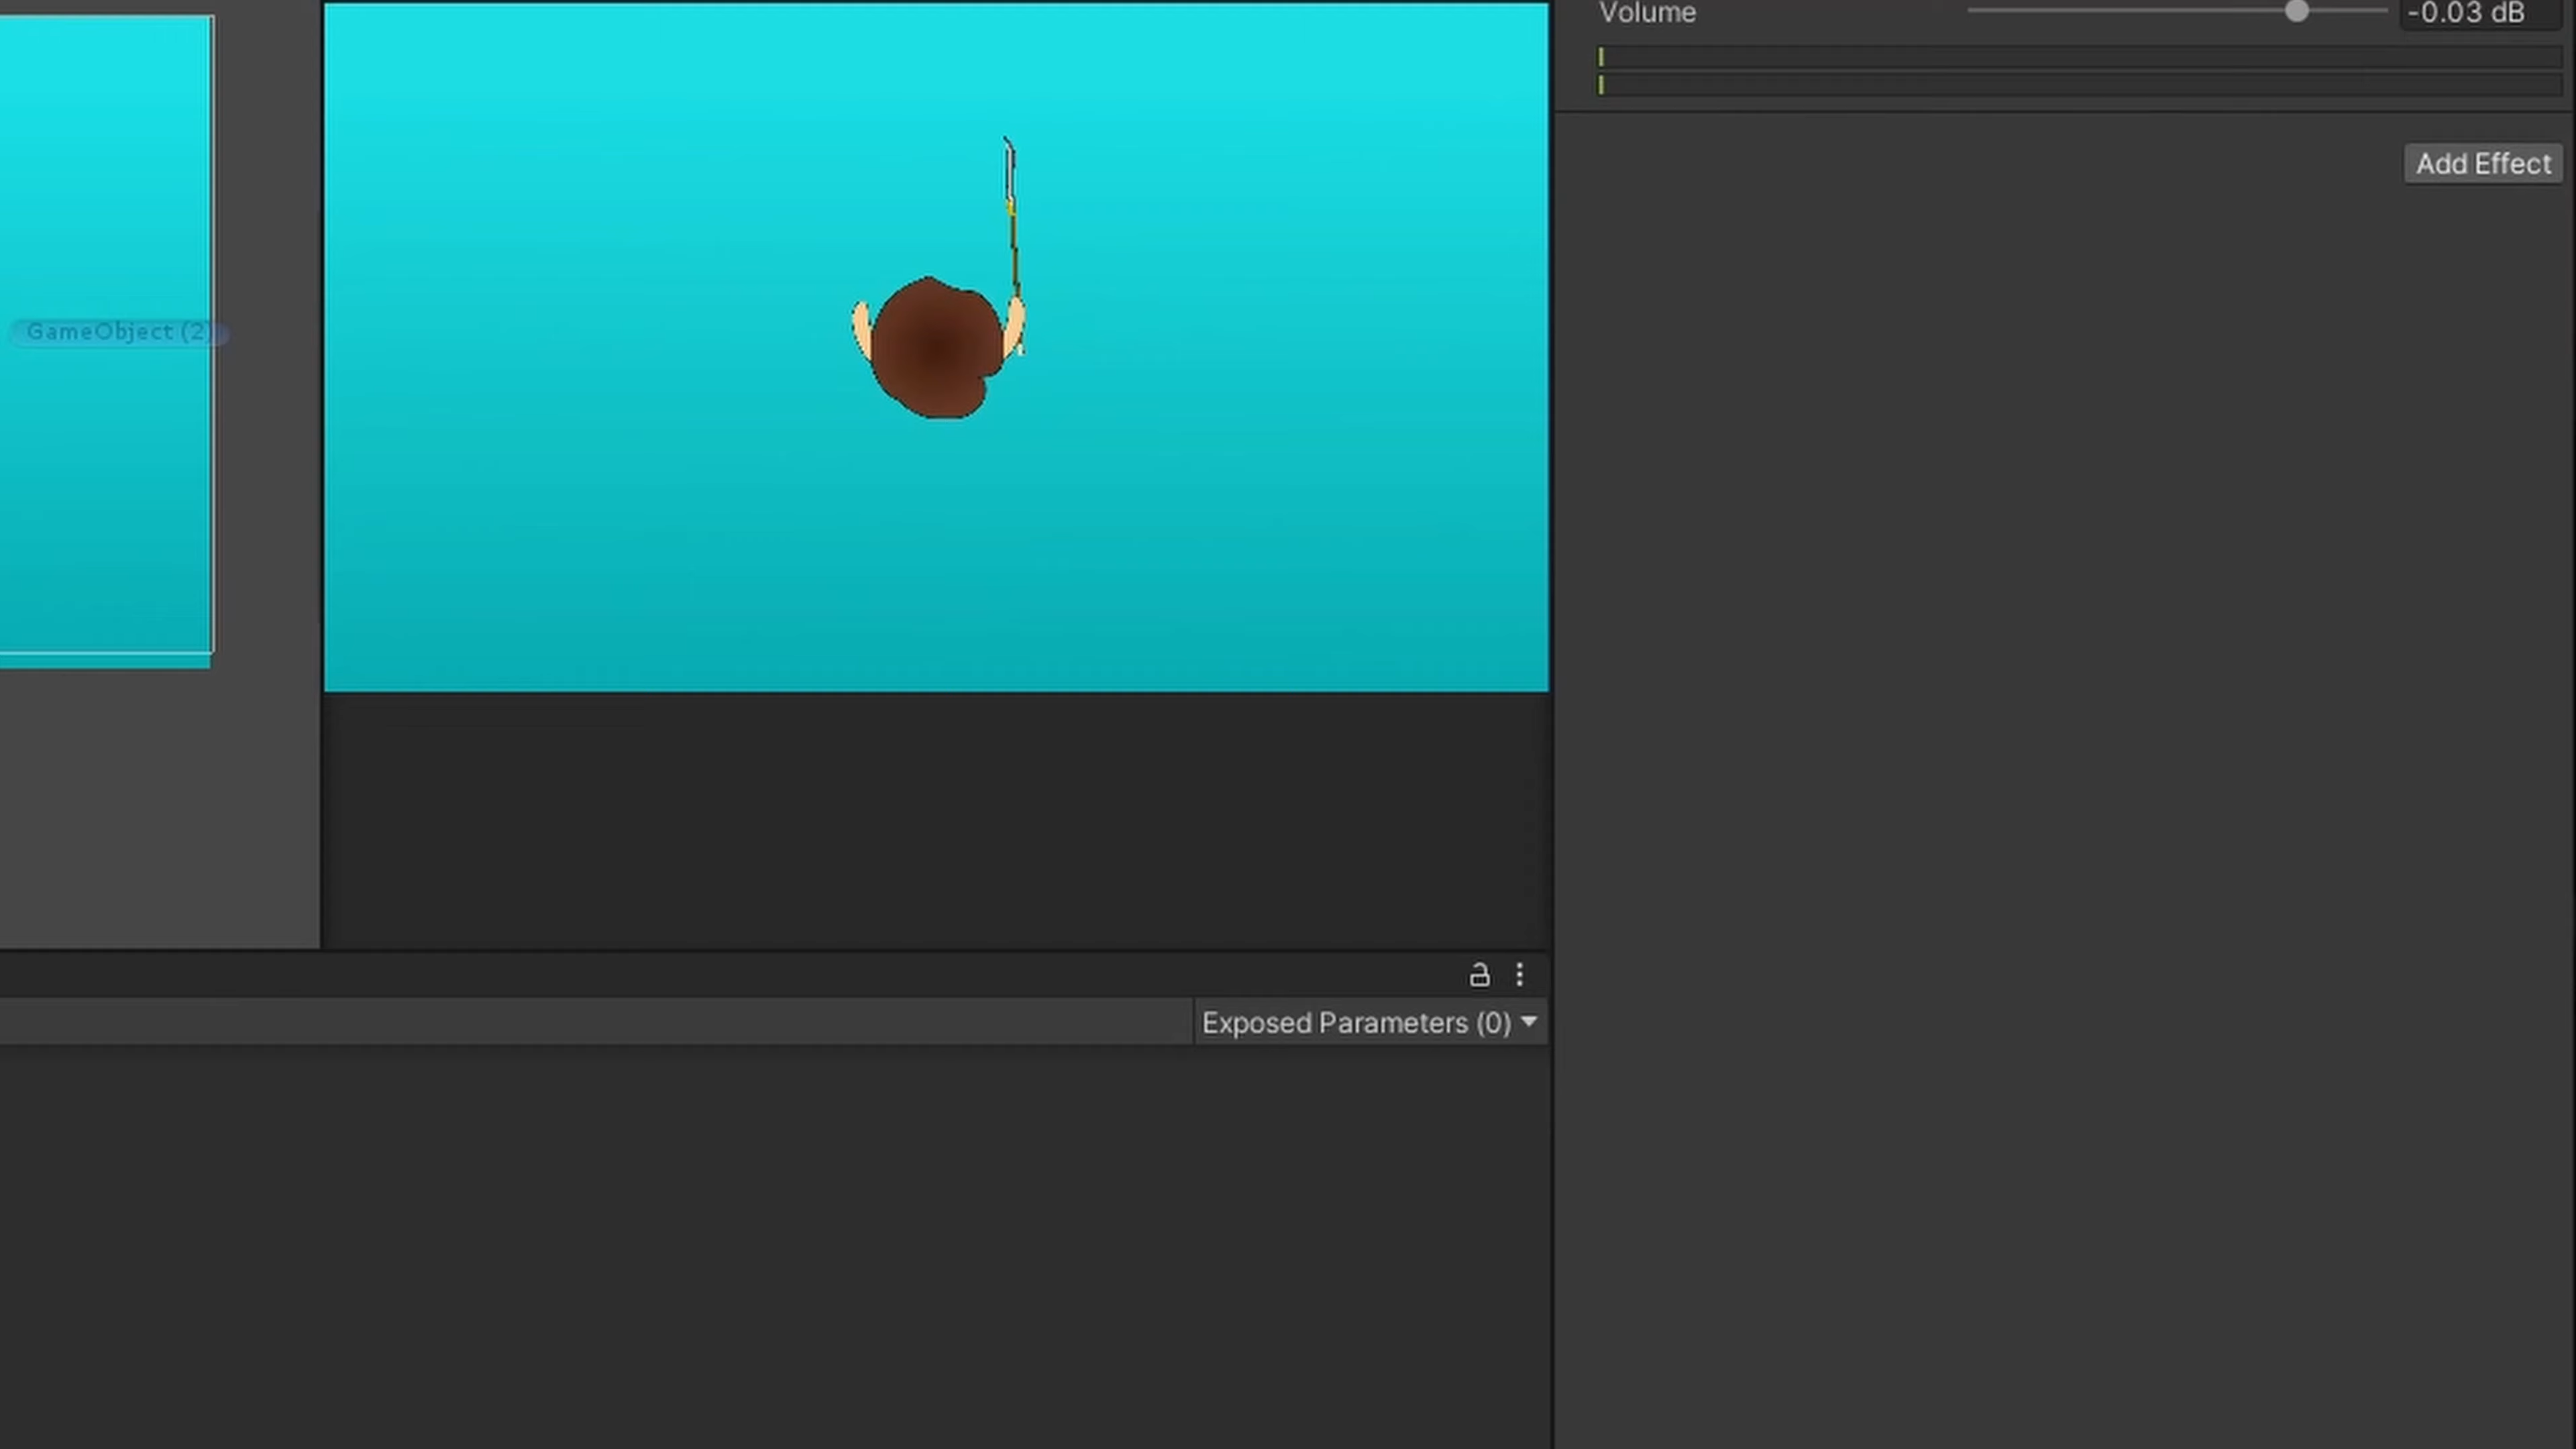 Volume
-0.03 dB
Add Effect
GameObject (2)
Exposed Parameters (0)